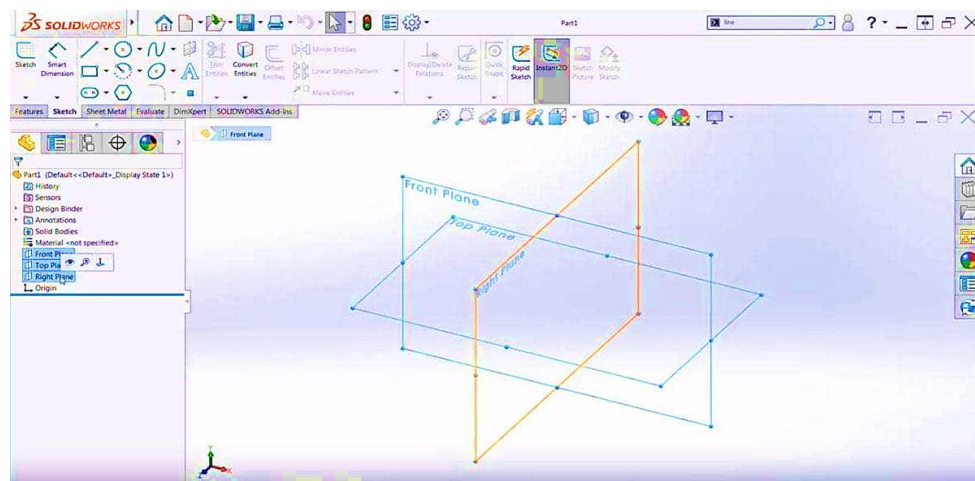 SOLIDWORKS
Part1
line
Sketch
Smart Dimension
Trim Entities
Convert Entities
Offset Entities
Mirror Entities
Linear Sketch Pattern
Move Entities
Display/Delete Relations
Repair Sketch
Quick Snaps
Rapid Sketch
Instant2D
Sketch Picture
Modify Sketch
Features Sketch Sheet Metal Evaluate DimXpert SOLIDWORKS Add-Ins
Front Plane
Part1 (Default<<Default>_Display State 1>)
History
Sensors
Design Binder
Annotations
Solid Bodies
Material <not specified>
Front Pl
Top Pla
Right Plane
Origin
Front Plane
Top Plane
Right Plane